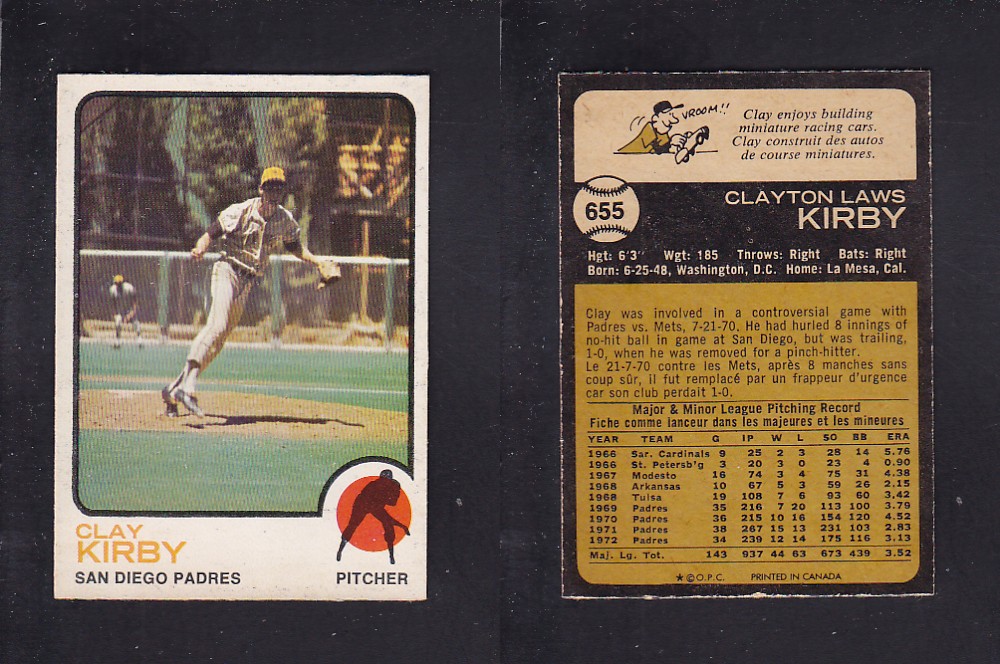 CLAY
KIRBY
SAN DIEGO PADRES
PITCHER
VROOM!!
Clay enjoys building
miniature racing cars.
Clay construit des autos
de course miniatures.
655
CLAYTON LAWS
KIRBY
Hgt: 6'3" Wgt: 185 Throws: Right Bats: Right
Born: 6-25-48, Washington, D.C. Home: La Mesa, Cal.
Clay was involved in a controversial game with
Padres vs. Mets, 7-21-70. He had hurled 8 innings of
no-hit ball in game at San Diego, but was trailing,
1-0, when he was removed for a pinch-hitter.
Le 21-7-70 contre les Mets, après 8 manches sans
coup sûr, il fut remplacé par un frappeur d'urgence
car son club perdait 1-0.
Major & Minor League Pitching Record
Fiche comme lanceur dans les majeures et les mineures
YEAR TEAM G IP W L SO BB ERA
1966 Sar. Cardinals 9 25 2 3 28 14 5.76
1966 St. Petersb'g 3 20 3 0 23 4 0.90
1967 Modesto 16 74 3 4 75 31 4.38
1968 Arkansas 10 67 5 3 59 26 2.15
1968 Tulsa 19 108 7 6 93 60 3.42
1969 Padres 35 216 7 20 113 100 3.79
1970 Padres 36 215 10 16 154 120 4.52
1971 Padres 38 267 15 13 231 103 2.83
1972 Padres 34 239 12 14 175 116 3.13
Maj. Lg. Tot. 143 937 44 63 673 439 3.52
★ © O.P.C. PRINTED IN CANADA